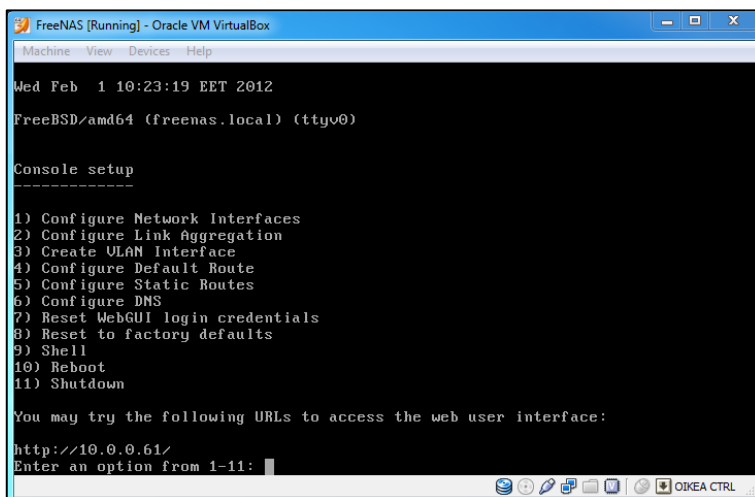 FreeNAS [Running] - Oracle VM VirtualBox
Machine View Devices Help
Wed Feb  1 10:23:19 EET 2012
FreeBSD/amd64 (freenas.local) (ttyv0)
Console setup
-------------
1) Configure Network Interfaces
2) Configure Link Aggregation
3) Create VLAN Interface
4) Configure Default Route
5) Configure Static Routes
6) Configure DNS
7) Reset WebGUI login credentials
8) Reset to factory defaults
9) Shell
10) Reboot
11) Shutdown
You may try the following URLs to access the web user interface:
http://10.0.0.61/
Enter an option from 1-11:
OIKEA CTRL